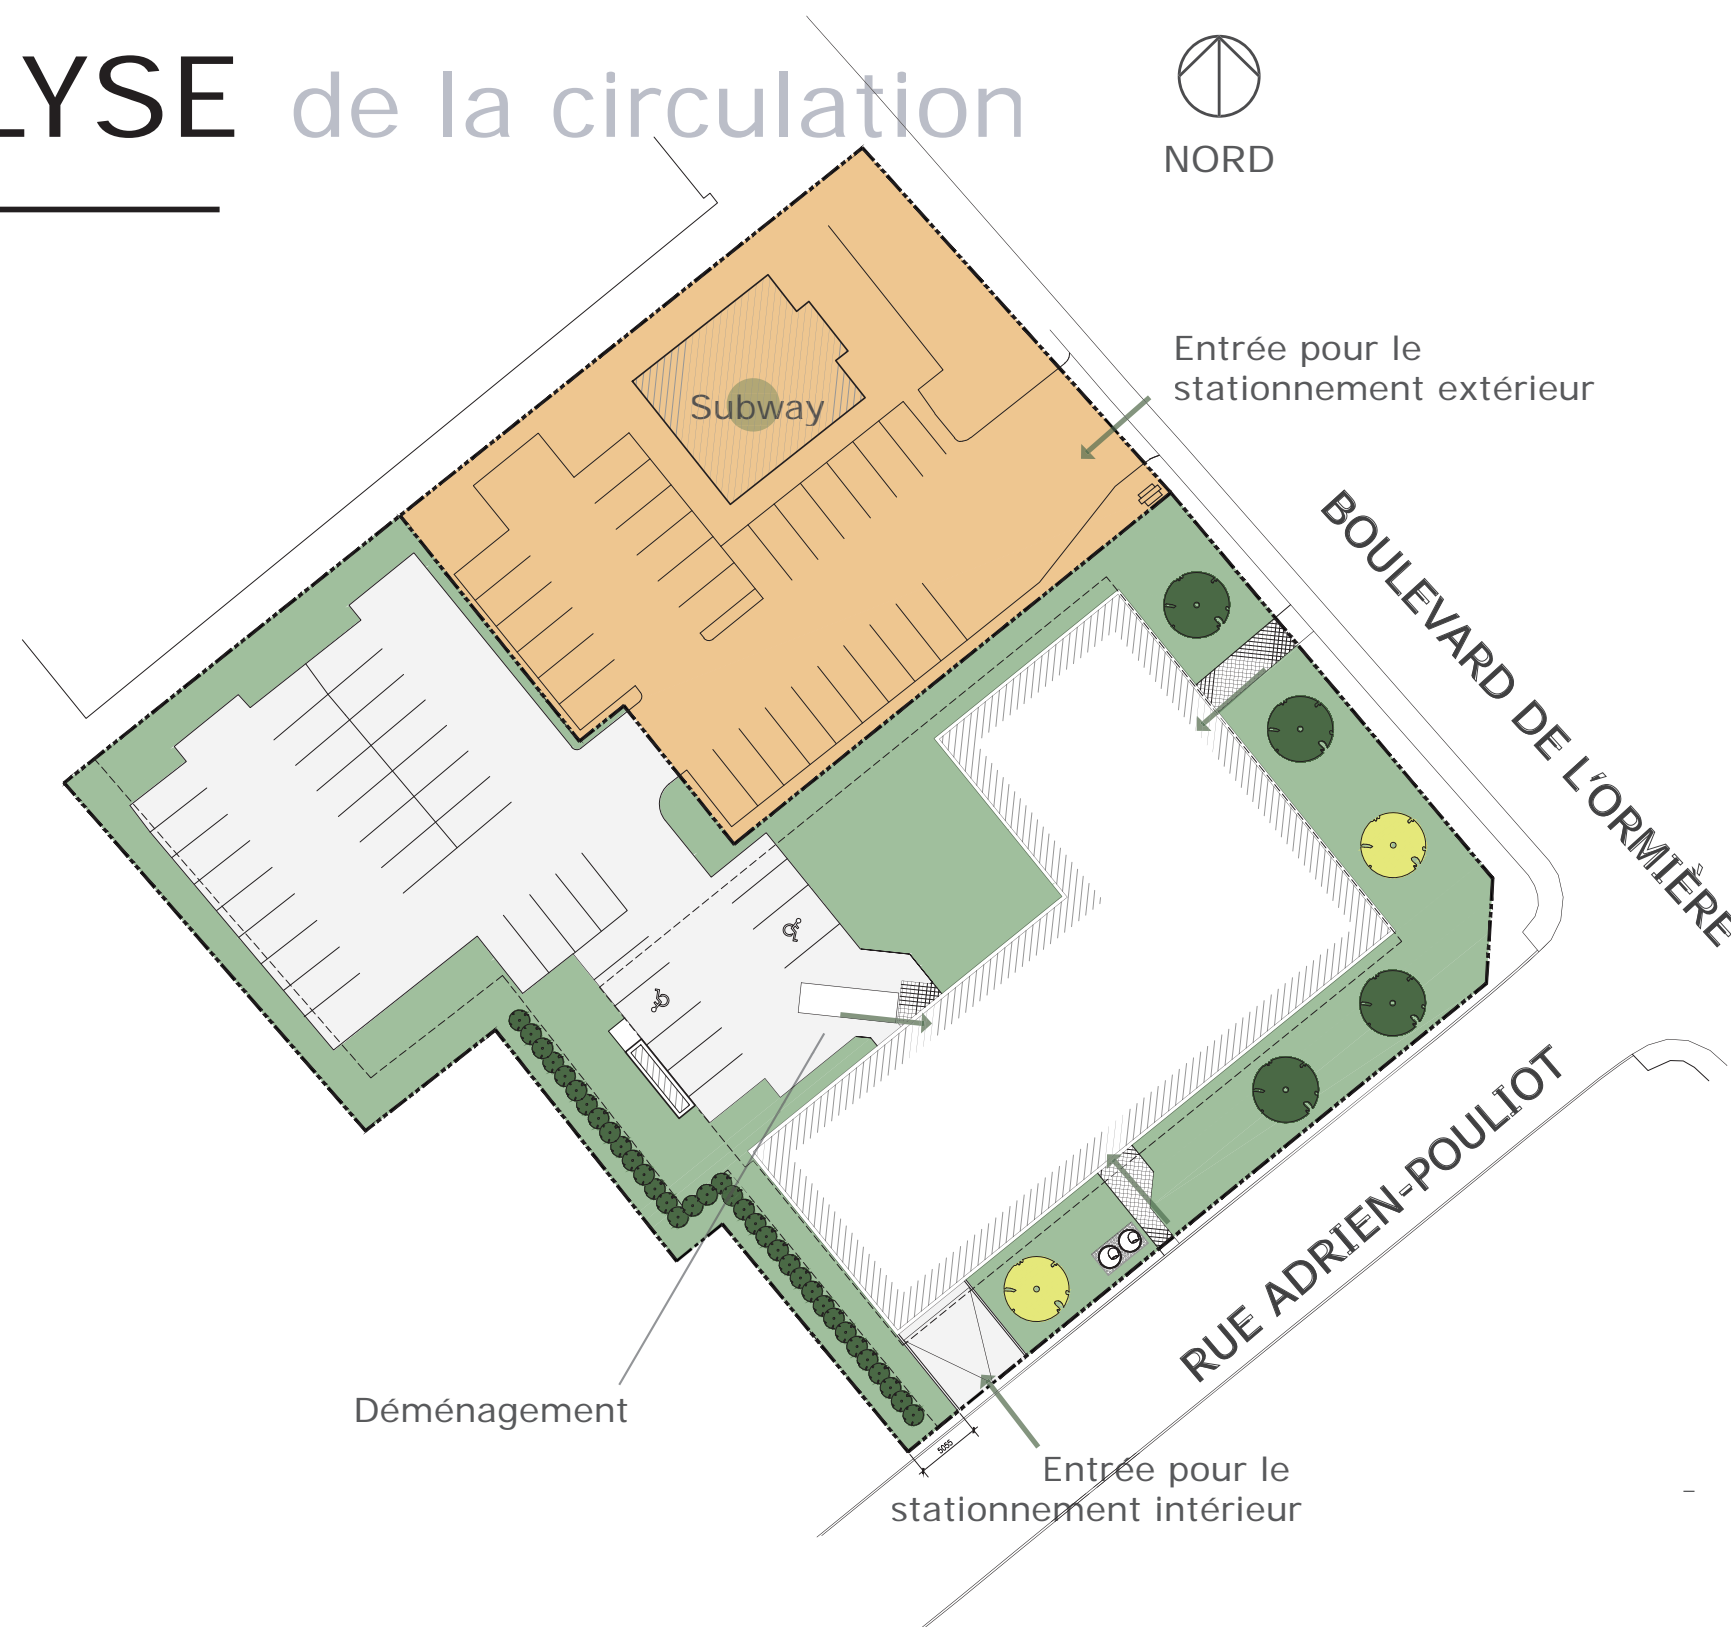 LYSE de la circulation
NORD
Entrée pour le
stationnement extérieur
Subway
BOULEVARD DE L'ORMIÈRE
RUE ADRIEN-POULIOT
Déménagement
5055
Entrée pour le
stationnement intérieur